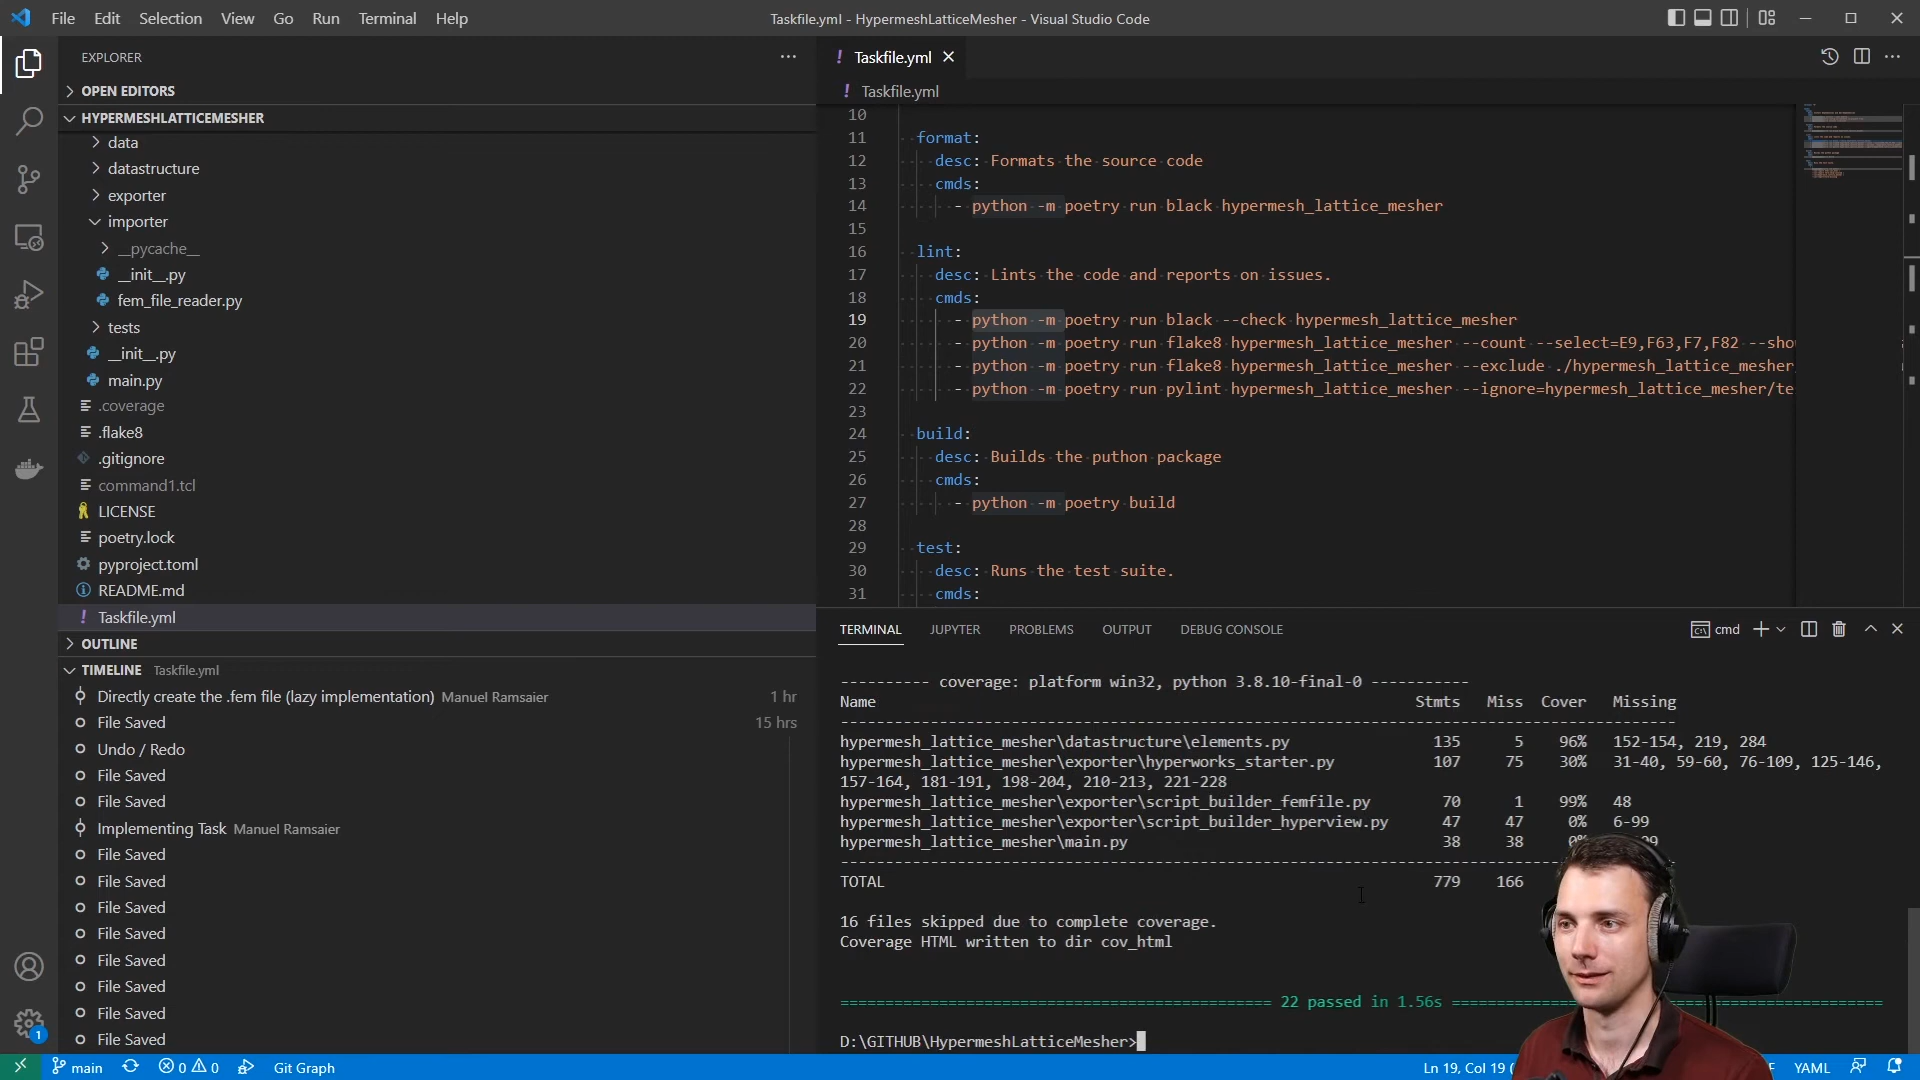 File Edit Selection View Go Run Terminal Help
Taskfile.yml - HypermeshLatticeMesher - Visual Studio Code
EXPLORER
OPEN EDITORS
HYPERMESHLATTICEMESHER
data
datastructure
exporter
importer
__pycache__
__init__.py
fem_file_reader.py
tests
__init__.py
main.py
.coverage
.flake8
.gitignore
command1.tcl
LICENSE
poetry.lock
pyproject.toml
README.md
! Taskfile.yml
OUTLINE
TIMELINE Taskfile.yml
Directly create the .fem file (lazy implementation) Manuel Ramsaier 1 hr
File Saved 15 hrs
Undo / Redo
File Saved
File Saved
Implementing Task Manuel Ramsaier
File Saved
File Saved
File Saved
File Saved
File Saved
File Saved
File Saved
File Saved
! Taskfile.yml
! Taskfile.yml
10
11 format:
12 desc: Formats the source code
13 cmds:
14 - python -m poetry run black hypermesh_lattice_mesher
15
16 lint:
17 desc: Lints the code and reports on issues.
18 cmds:
19 - python -m poetry run black --check hypermesh_lattice_mesher
20 - python -m poetry run flake8 hypermesh_lattice_mesher --count --select=E9,F63,F7,F82 --sho
21 - python -m poetry run flake8 hypermesh_lattice_mesher --exclude ./hypermesh_lattice_mesher
22 - python -m poetry run pylint hypermesh_lattice_mesher --ignore=hypermesh_lattice_mesher/te
23
24 build:
25 desc: Builds the puthon package
26 cmds:
27 - python -m poetry build
28
29 test:
30 desc: Runs the test suite.
31 cmds:
TERMINAL JUPYTER PROBLEMS OUTPUT DEBUG CONSOLE
cmd
---------- coverage: platform win32, python 3.8.10-final-0 -----------
Name Stmts Miss Cover Missing
hypermesh_lattice_mesher\datastructure\elements.py 135 5 96% 152-154, 219, 284
hypermesh_lattice_mesher\exporter\hyperworks_starter.py 107 75 30% 31-40, 59-60, 76-109, 125-146,
157-164, 181-191, 198-204, 210-213, 221-228
hypermesh_lattice_mesher\exporter\script_builder_femfile.py 70 1 99% 48
hypermesh_lattice_mesher\exporter\script_builder_hyperview.py 47 47 0% 6-99
hypermesh_lattice_mesher\main.py 38 38
TOTAL 779 166
16 files skipped due to complete coverage.
Coverage HTML written to dir cov_html
22 passed in 1.56s
D:\GITHUB\HypermeshLatticeMesher>
1
main 0 0 Git Graph
Ln 19, Col 19
YAML